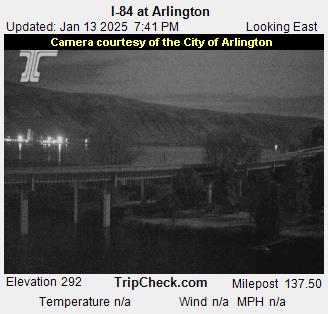 I-84 at Arlington
Updated: Jan 13 2025 7:41 PM Looking East
Camera courtesy of the City of Arlington
Elevation 292 TripCheck.com Milepost 137.50
Temperature n/a Wind n/a MPH n/a